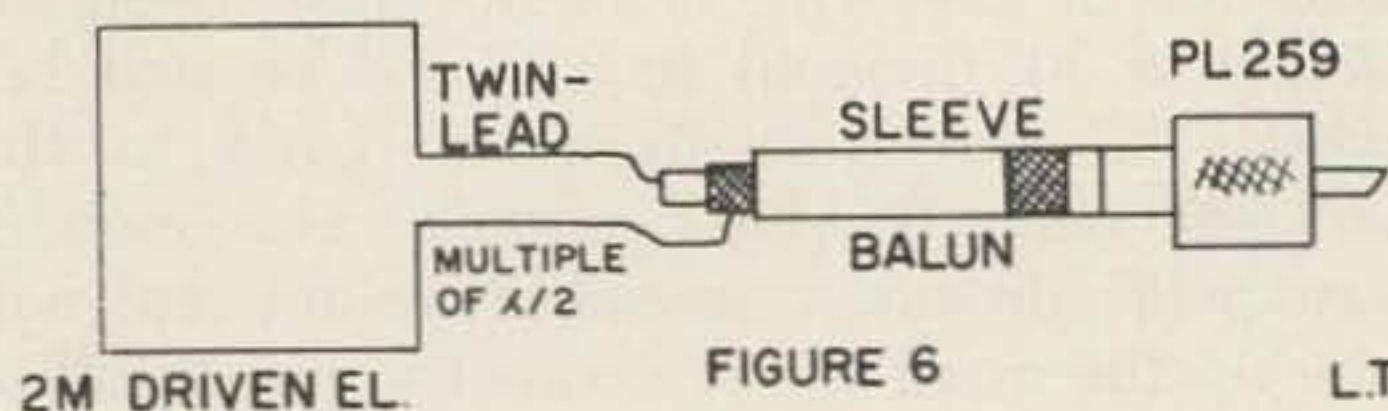 TWIN-
LEAD
PL 259
SLEEVE
BALUN
MULTIPLE
OF λ/2
2M DRIVEN EL.
FIGURE 6
L.T